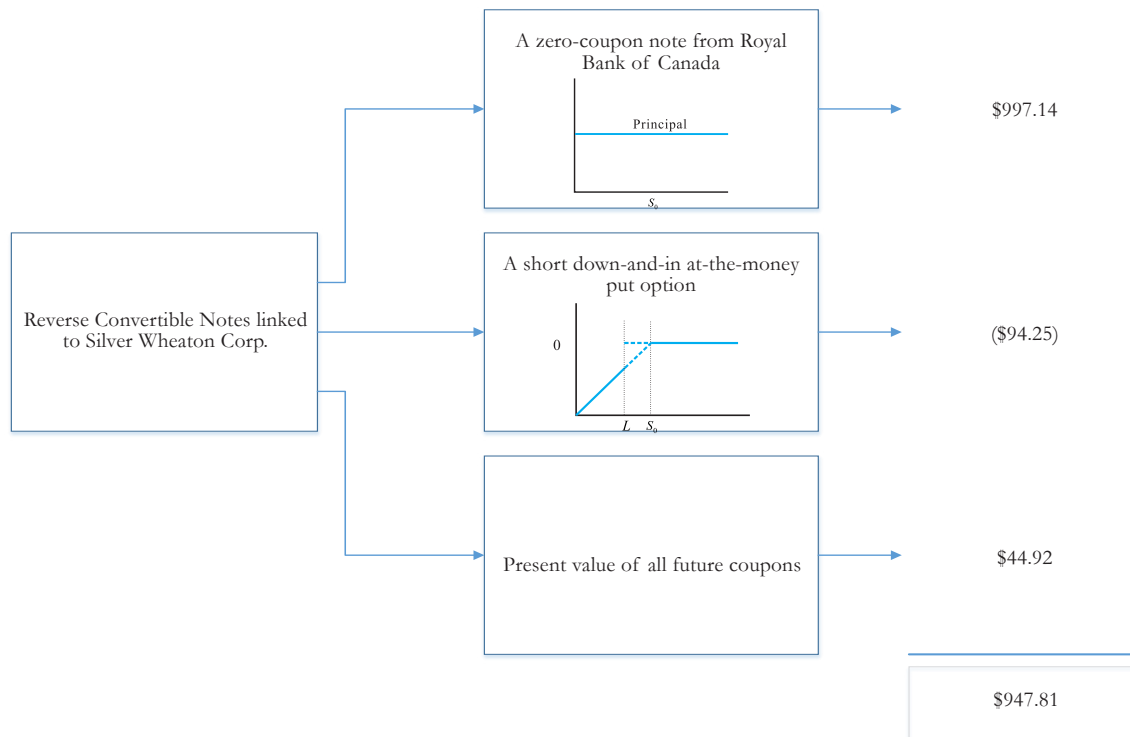 A zero-coupon note from Royal
Bank of Canada
Principal
S₀
$997.14
Reverse Convertible Notes linked
to Silver Wheaton Corp.
A short down-and-in at-the-money
put option
0
L S₀
($94.25)
Present value of all future coupons
$44.92
$947.81